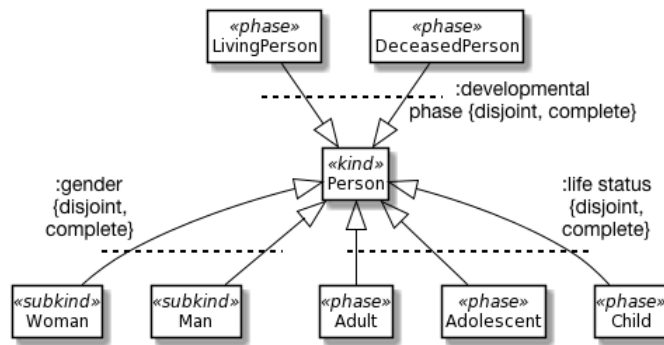 «phase»
LivingPerson
«phase»
DeceasedPerson
:developmental
phase {disjoint, complete}
«kind»
Person
:gender
{disjoint,
complete}
:life status
{disjoint,
complete}
«subkind»
Woman
«subkind»
Man
«phase»
Adult
«phase»
Adolescent
«phase»
Child